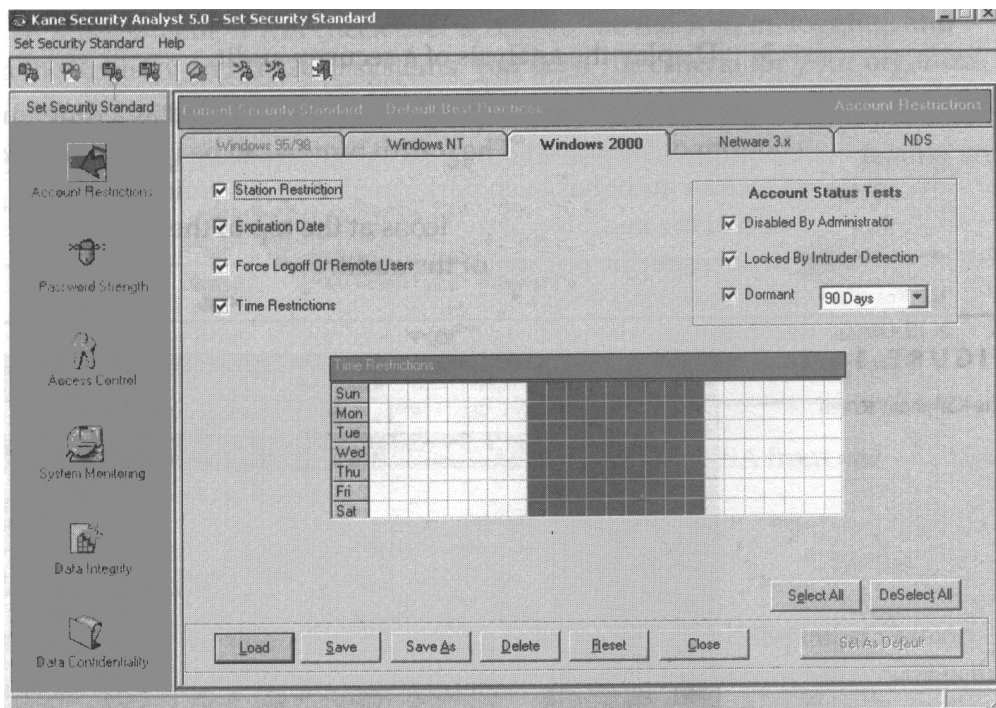 Kane Security Analyst 5.0 - Set Security Standard
Set Security Standard Help
Set Security Standard
Current Security Standard Default Best Practices Account Restrictions
Windows 95/98 Windows NT Windows 2000 Netware 3.x NDS
Account Restrictions
Password Strength
Access Control
System Monitoring
Data Integrity
Data Confidentiality
Station Restriction
Expiration Date
Force Logoff Of Remote Users
Time Restrictions
Account Status Tests
Disabled By Administrator
Locked By Intruder Detection
Dormant 90 Days
Time Restrictions
Sun
Mon
Tue
Wed
Thu
Fri
Sat
Select All DeSelect All
Load Save Save As Delete Reset Close Set As Default